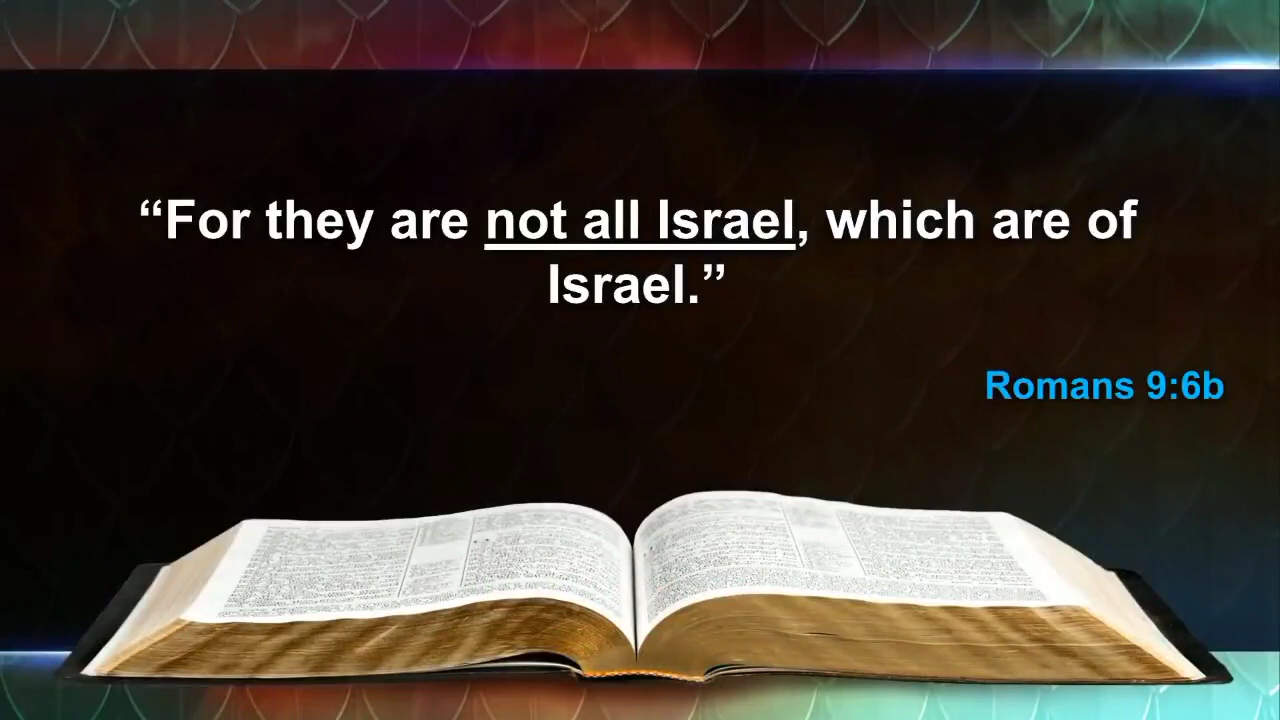 “For they are not all Israel, which are of
Israel.”
Romans 9:6b